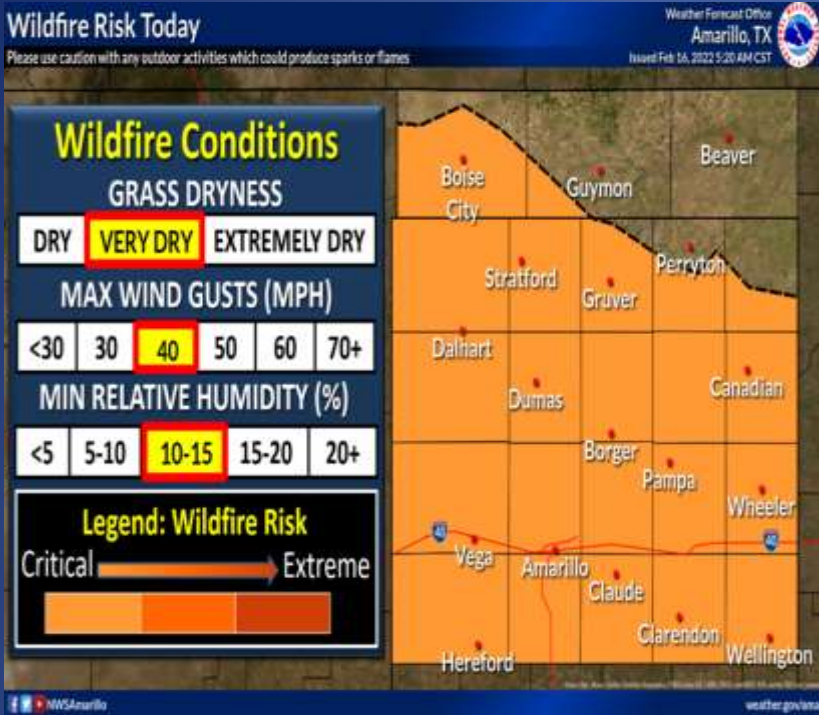 Wildfire Risk Today
Please use caution with any outdoor activities which could produce sparks or flames
Weather Forecast Office
Amarillo, TX
Issued Feb 16, 2022 5:20 AM CST
Wildfire Conditions
GRASS DRYNESS
DRY VERY DRY EXTREMELY DRY
MAX WIND GUSTS (MPH)
<30 30 40 50 60 70+
MIN RELATIVE HUMIDITY (%)
<5 5-10 10-15 15-20 20+
Legend: Wildfire Risk
Critical Extreme
Boise City
Guymon
Beaver
Stratford
Gruver
Perryton
Dalhart
Dumas
Canadian
Borger
Pampa
Wheeler
40
40
Vega
Amarillo
Claude
Clarendon
Hereford
Wellington
NWSAmarillo
weather.gov/ama